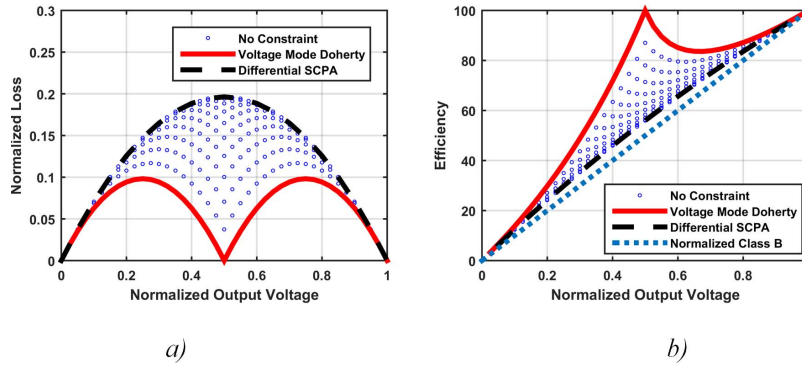 0.3
0.25
0.2
0.15
0.1
0.05
0
Normalized Loss
No Constraint
Voltage Mode Doherty
Differential SCPA
0 0.2 0.4 0.6 0.8 1
Normalized Output Voltage
a)
100
80
60
40
20
0
Efficiency
No Constraint
Voltage Mode Doherty
Differential SCPA
Normalized Class B
0 0.2 0.4 0.6 0.8 1
Normalized Output Voltage
b)